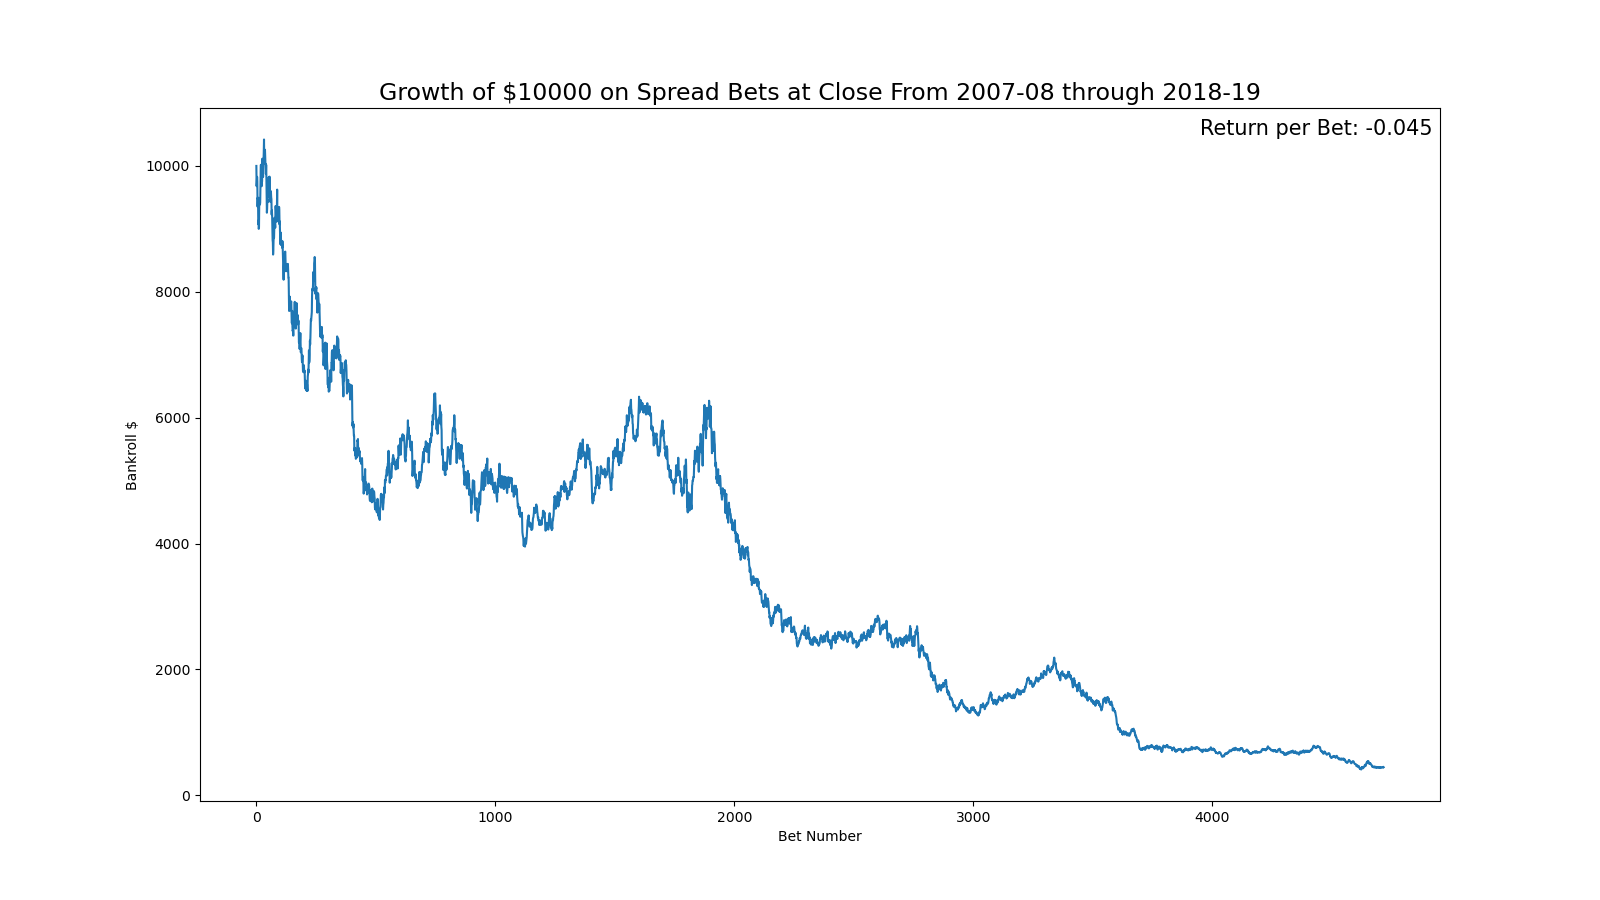 Growth of $10000 on Spread Bets at Close From 2007-08 through 2018-19
Return per Bet: -0.045
10000
8000
6000
4000
2000
0
Bankroll $
0 1000 2000 3000 4000
Bet Number